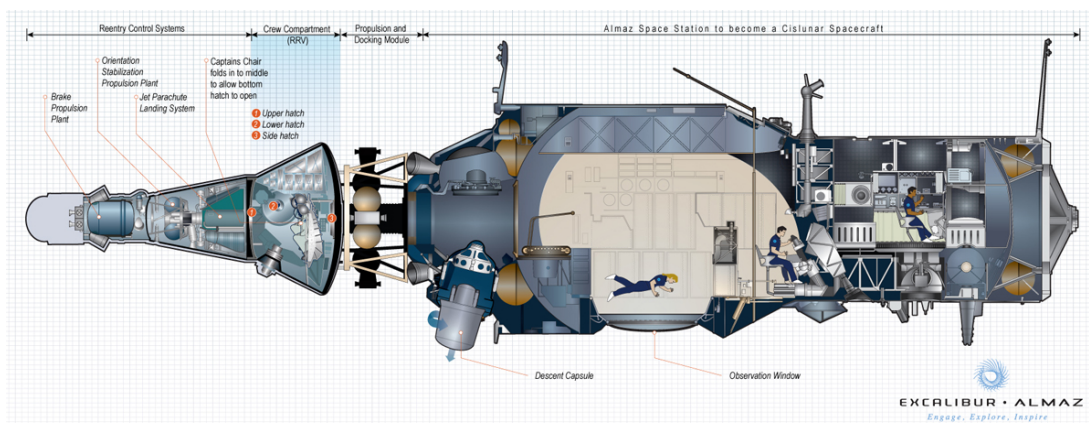 Reentry Control Systems
Crew Compartment
(RRV)
Propulsion and
Docking Module
Almaz Space Station to become a Cislunar Spacecraft
Orientation
Stabilization
Propulsion Plant
Captains Chair
folds in to middle
to allow bottom
hatch to open
Brake
Propulsion
Plant
Jet Parachute
Landing System
1 Upper hatch
2 Lower hatch
3 Side hatch
1
2
3
Descent Capsule
Observation Window
EXCALIBUR · ALMAZ
Engage, Explore, Inspire